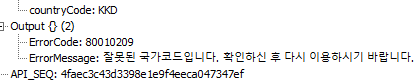 countryCode: KKD
Output {} (2)
ErrorCode: 80010209
ErrorMessage: 잘못된 국가코드입니다. 확인하신 후 다시 이용하시기 바랍니다.
API_SEQ: 4faec3c43d3398e1e9f4eeca047347ef